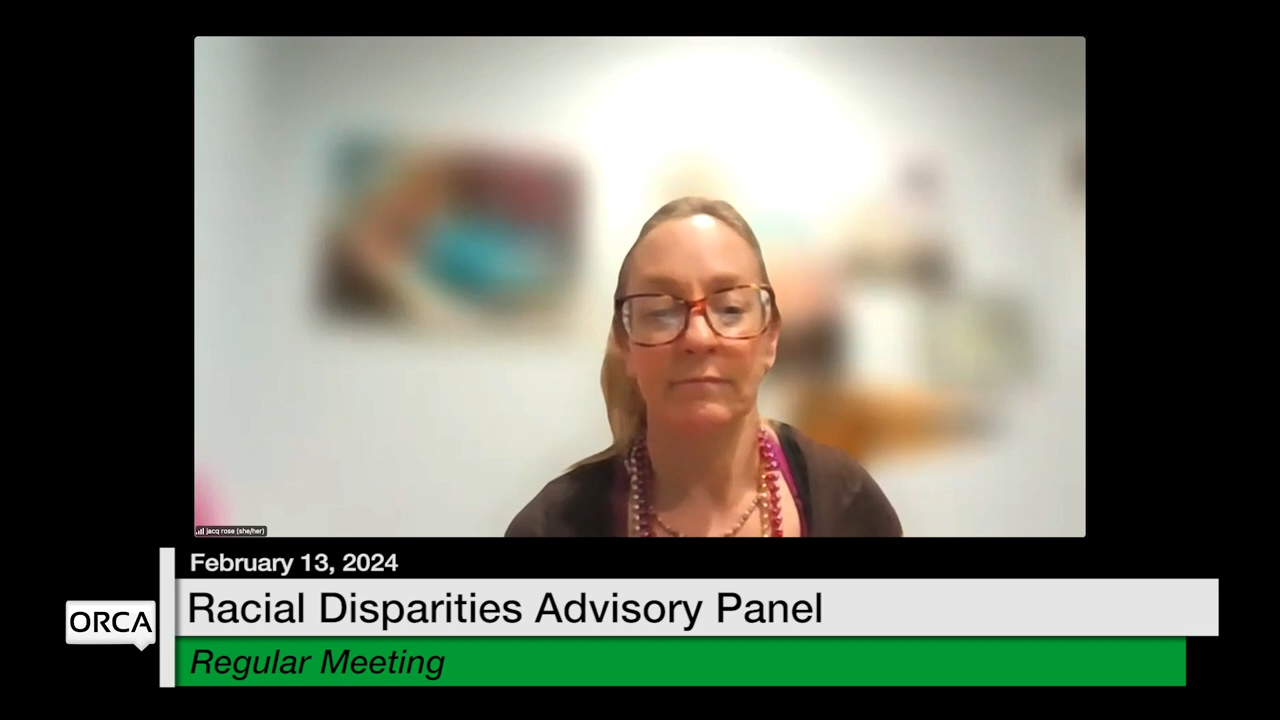 jacq rose (she/her)
February 13, 2024
Racial Disparities Advisory Panel
ORCA
Regular Meeting